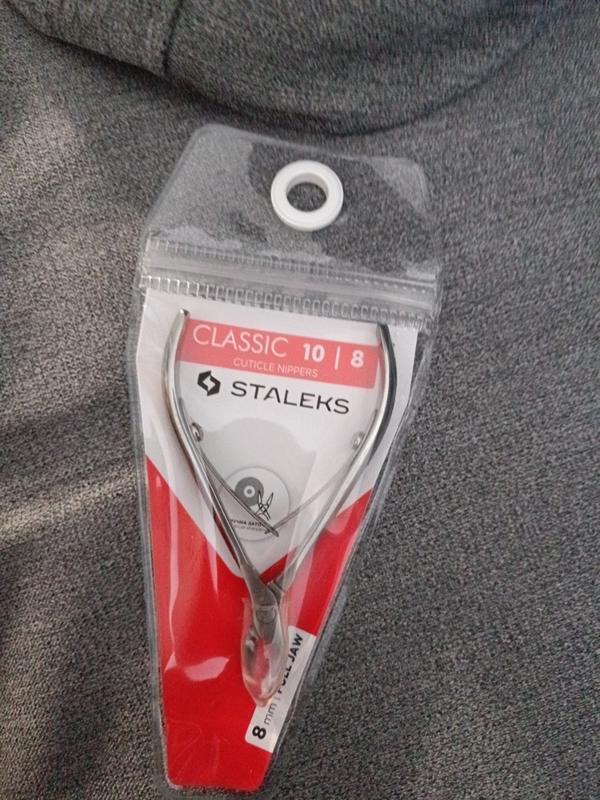 CLASSIC 10 | 8
CUTICLE NIPPERS
STALEKS
8 mm | FULL JAW